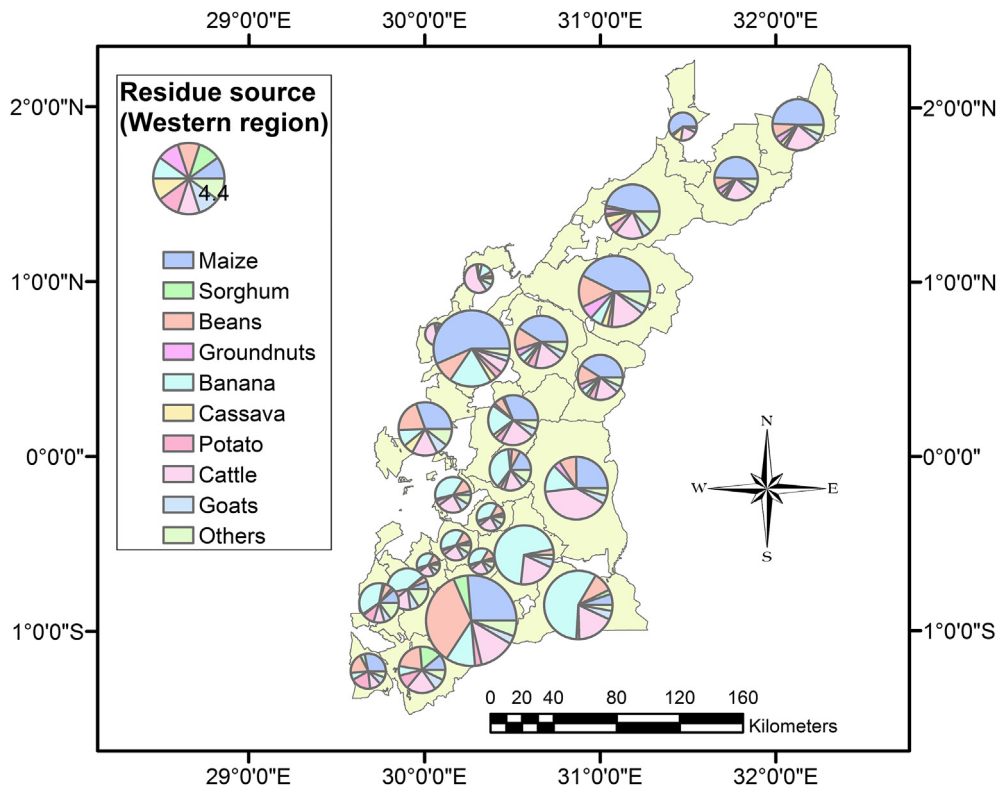 29°0'0"E 30°0'0"E 31°0'0"E 32°0'0"E
2°0'0"N 2°0'0"N
Residue source
(Western region)
4.4
Maize
Sorghum
Beans
Groundnuts
Banana
Cassava
Potato
Cattle
Goats
Others
1°0'0"N 1°0'0"N
0°0'0" 0°0'0"
N
W E
S
1°0'0"S 1°0'0"S
0 20 40 80 120 160
Kilometers
29°0'0"E 30°0'0"E 31°0'0"E 32°0'0"E